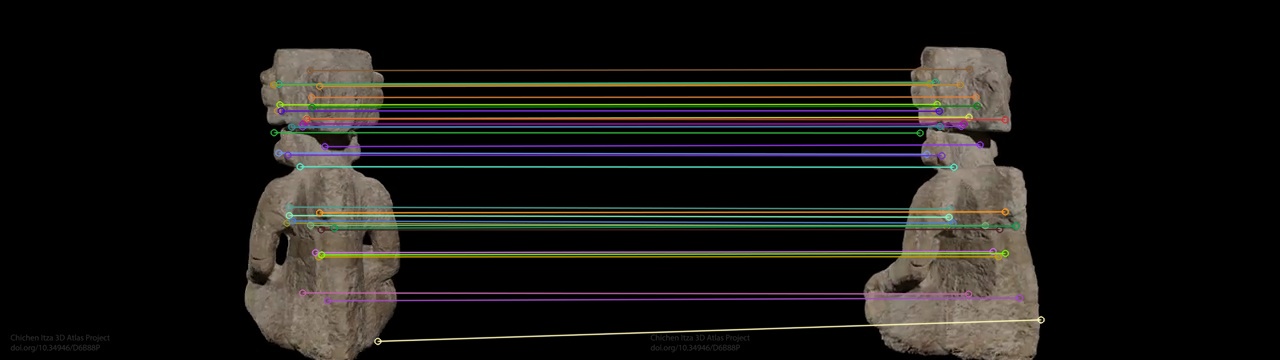 Chichen Itza 3D Atlas Project
doi.org/10.34946/D6B88P
Chichen Itza 3D Atlas Project
doi.org/10.34946/D6B88P